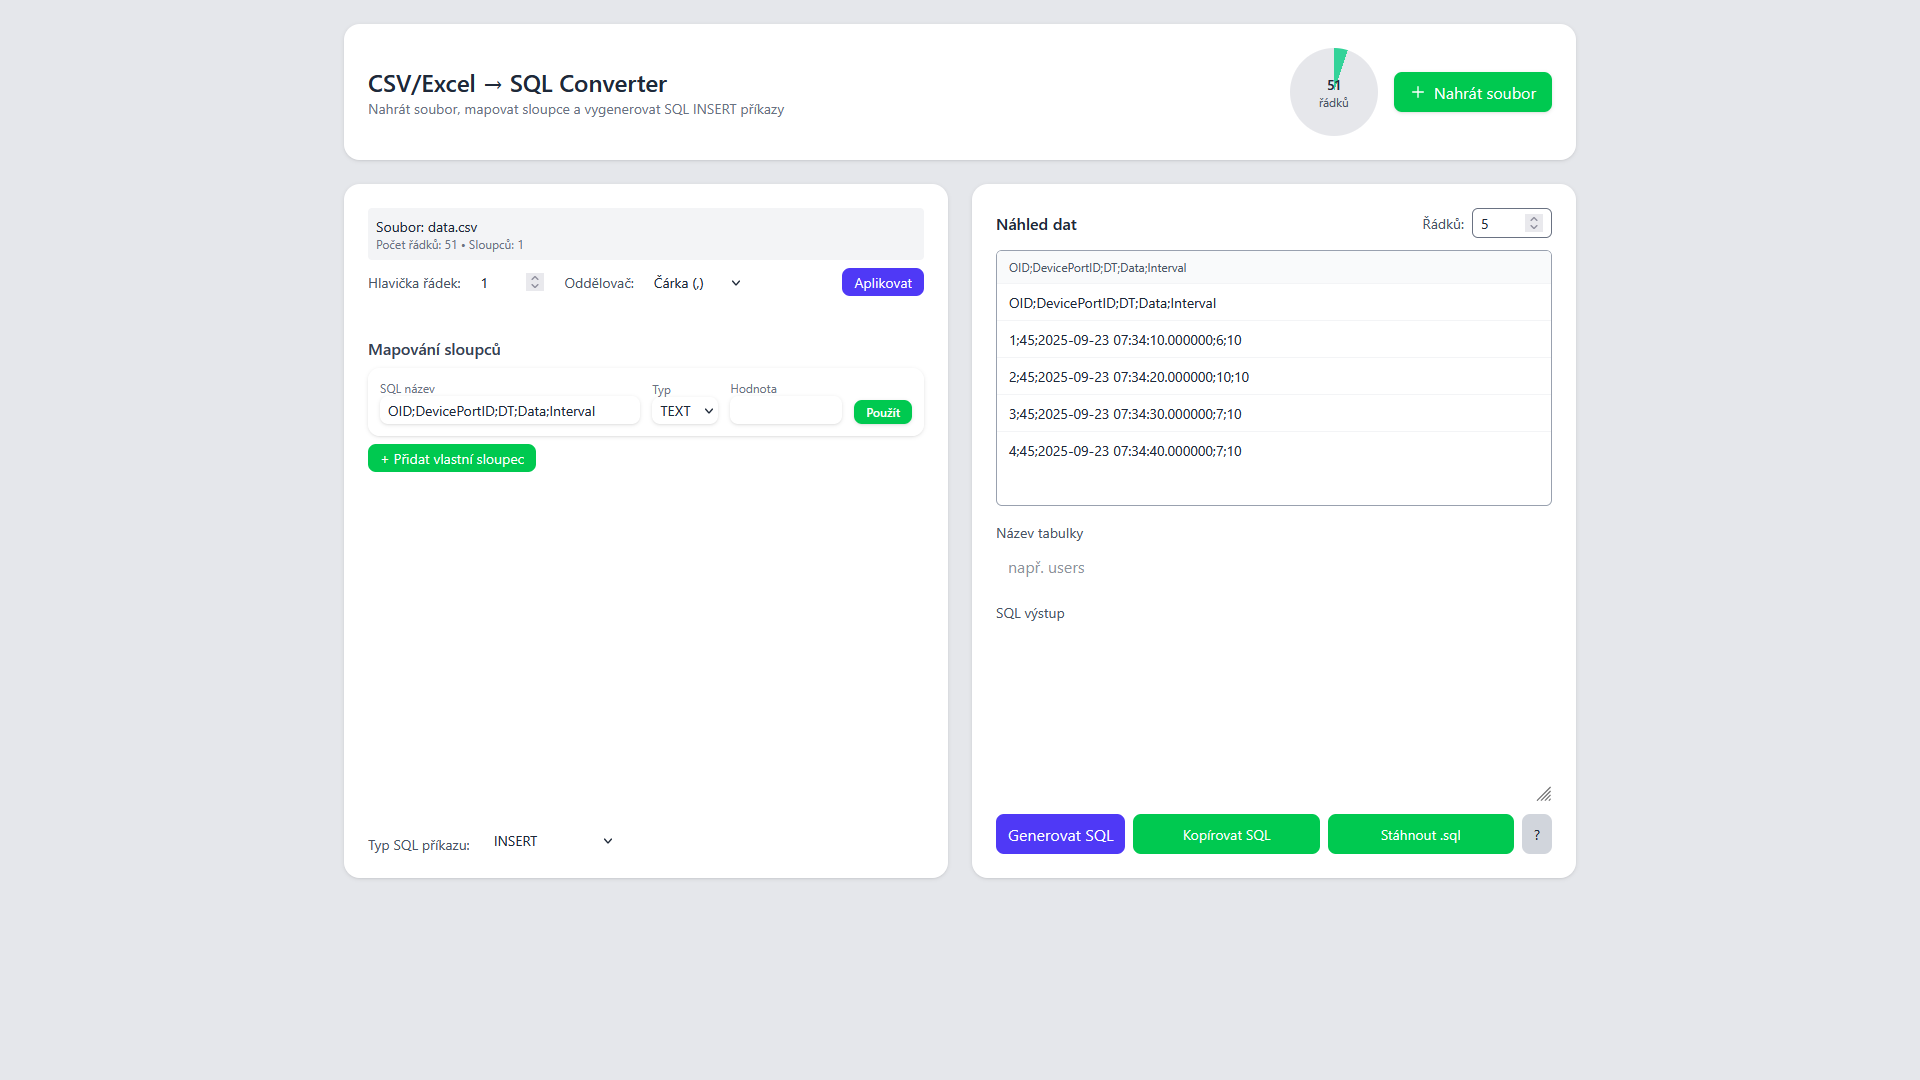 CSV/Excel → SQL Converter
Nahrát soubor, mapovat sloupce a vygenerovat SQL INSERT příkazy
51
řádků
+ Nahrát soubor
Soubor: data.csv
Počet řádků: 51 • Sloupců: 1
Hlavička řádek: 1 Oddělovač: Čárka (,) Aplikovat
Mapování sloupců
SQL název Typ Hodnota
OID;DevicePortID;DT;Data;Interval TEXT Použít
+ Přidat vlastní sloupec
Typ SQL příkazu: INSERT
Náhled dat Řádků: 5
OID;DevicePortID;DT;Data;Interval
OID;DevicePortID;DT;Data;Interval
1;45;2025-09-23 07:34:10.000000;6;10
2;45;2025-09-23 07:34:20.000000;10;10
3;45;2025-09-23 07:34:30.000000;7;10
4;45;2025-09-23 07:34:40.000000;7;10
Název tabulky
např. users
SQL výstup
Generovat SQL Kopírovat SQL Stáhnout .sql ?